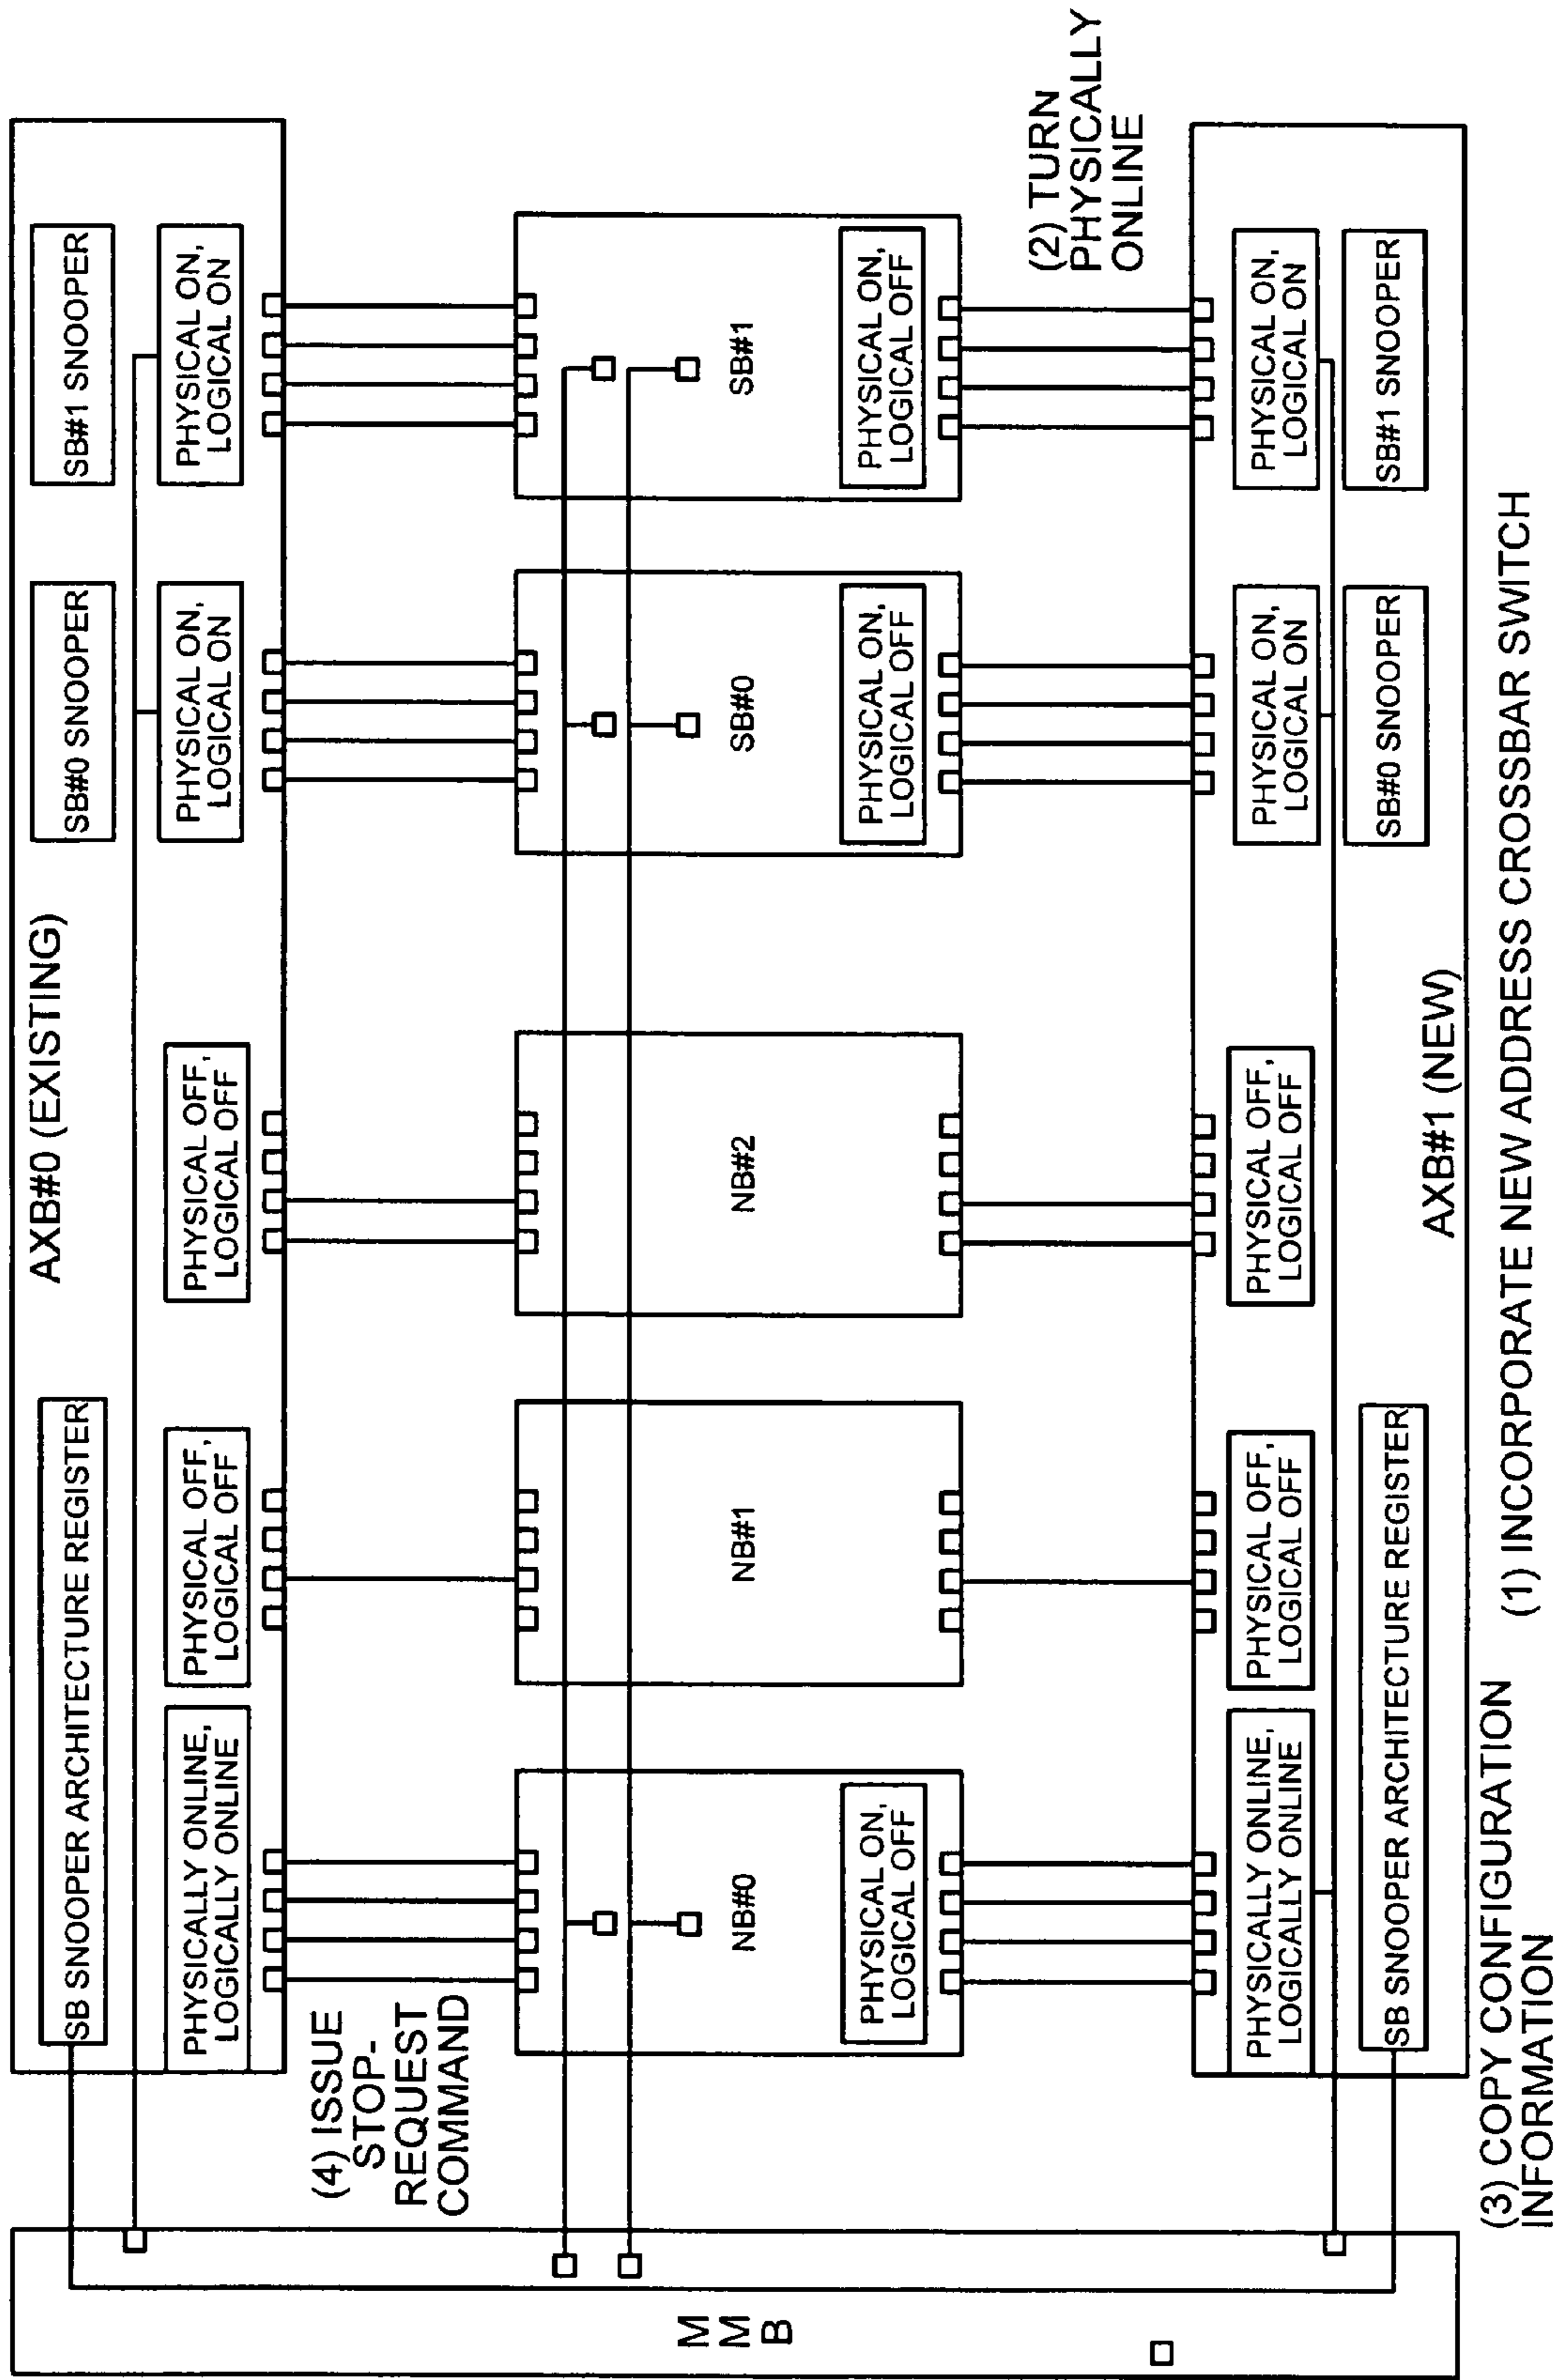 AXB#0 (EXISTING)
SB SNOOPER ARCHITECTURE REGISTER
SB#0 SNOOPER
SB#1 SNOOPER
PHYSICALLY ONLINE,
LOGICALLY ONLINE
PHYSICAL OFF,
LOGICAL OFF
PHYSICAL OFF,
LOGICAL OFF
PHYSICAL ON,
LOGICAL ON
PHYSICAL ON,
LOGICAL ON
(4) ISSUE
STOP-
REQUEST
COMMAND
MMB
NB#0
NB#1
NB#2
SB#0
SB#1
PHYSICAL ON,
LOGICAL OFF
PHYSICAL ON,
LOGICAL OFF
PHYSICAL ON,
LOGICAL OFF
(2) TURN
PHYSICALLY
ONLINE
PHYSICALLY ONLINE,
LOGICALLY ONLINE
PHYSICAL OFF,
LOGICAL OFF
PHYSICAL OFF,
LOGICAL OFF
PHYSICAL ON,
LOGICAL ON
PHYSICAL ON,
LOGICAL ON
SB SNOOPER ARCHITECTURE REGISTER
SB#0 SNOOPER
SB#1 SNOOPER
AXB#1 (NEW)
(3) COPY CONFIGURATION
INFORMATION
(1) INCORPORATE NEW ADDRESS CROSSBAR SWITCH